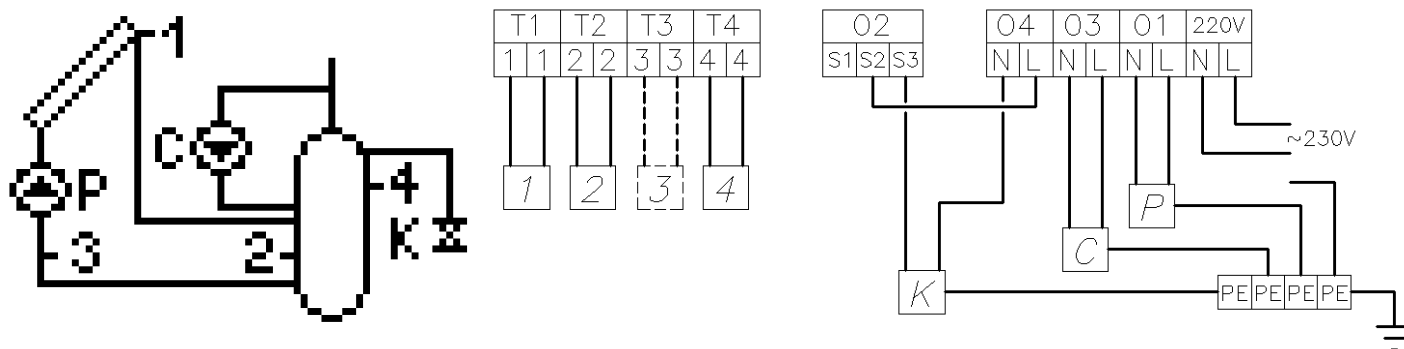 1
C
P
4
3
2
K
T1 T2 T3 T4
1 1 2 2 3 3 4 4
1 2 3 4
O2 O4 O3 O1 220V
S1 S2 S3 N L N L N L N L
~230V
P
C
K
PE PE PE PE